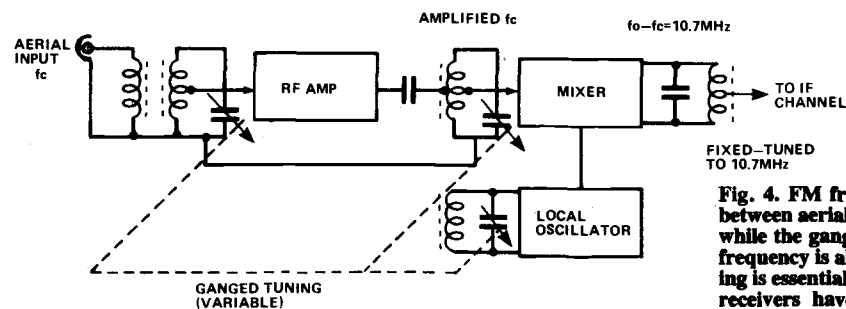 AMPLIFIED fc
fo–fc=10.7MHz
AERIAL
INPUT
fc
RF AMP
MIXER
TO IF
CHANNEL
FIXED–TUNED
TO 10.7MHz
LOCAL
OSCILLATOR
GANGED TUNING
(VARIABLE)
Fig. 4. FM fr
between aerial
while the gang
frequency is al
ing is essential
receivers hav